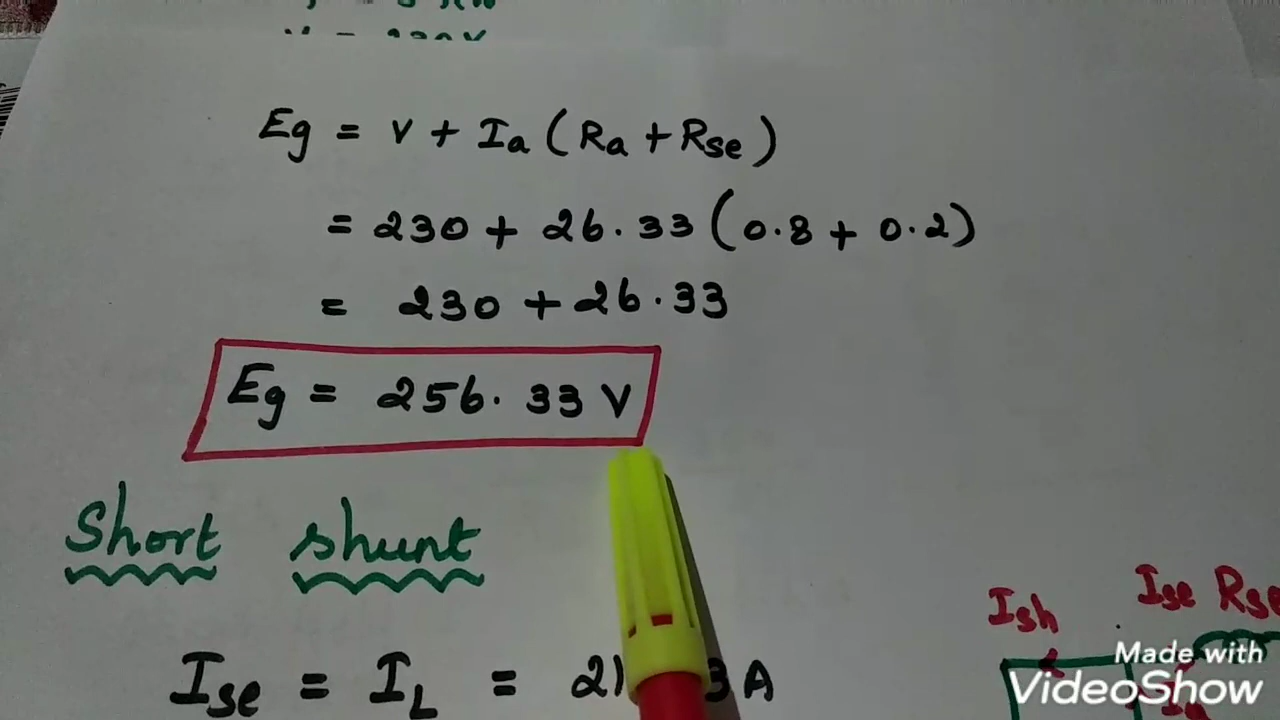 Eg = V + Ia (Ra + Rse)
= 230 + 26.33 (0.8 + 0.2)
= 230 + 26.33
Eg = 256.33 V
Short shunt
Ish
Ise Rse
Ise = IL = 21 3 A
Made with
VideoShow